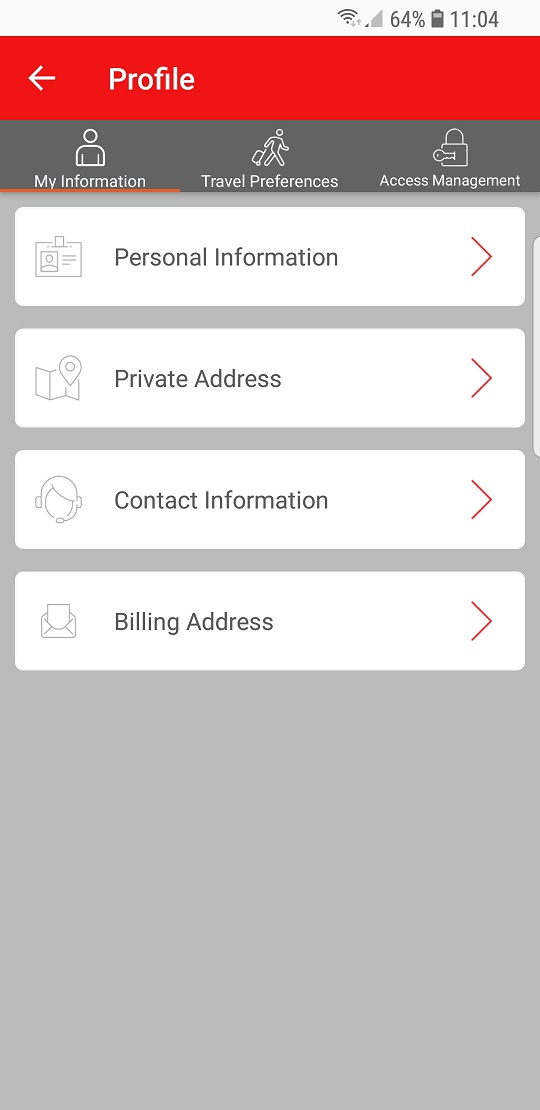 64% 11:04
Profile
My Information Travel Preferences Access Management
Personal Information
Private Address
Contact Information
Billing Address